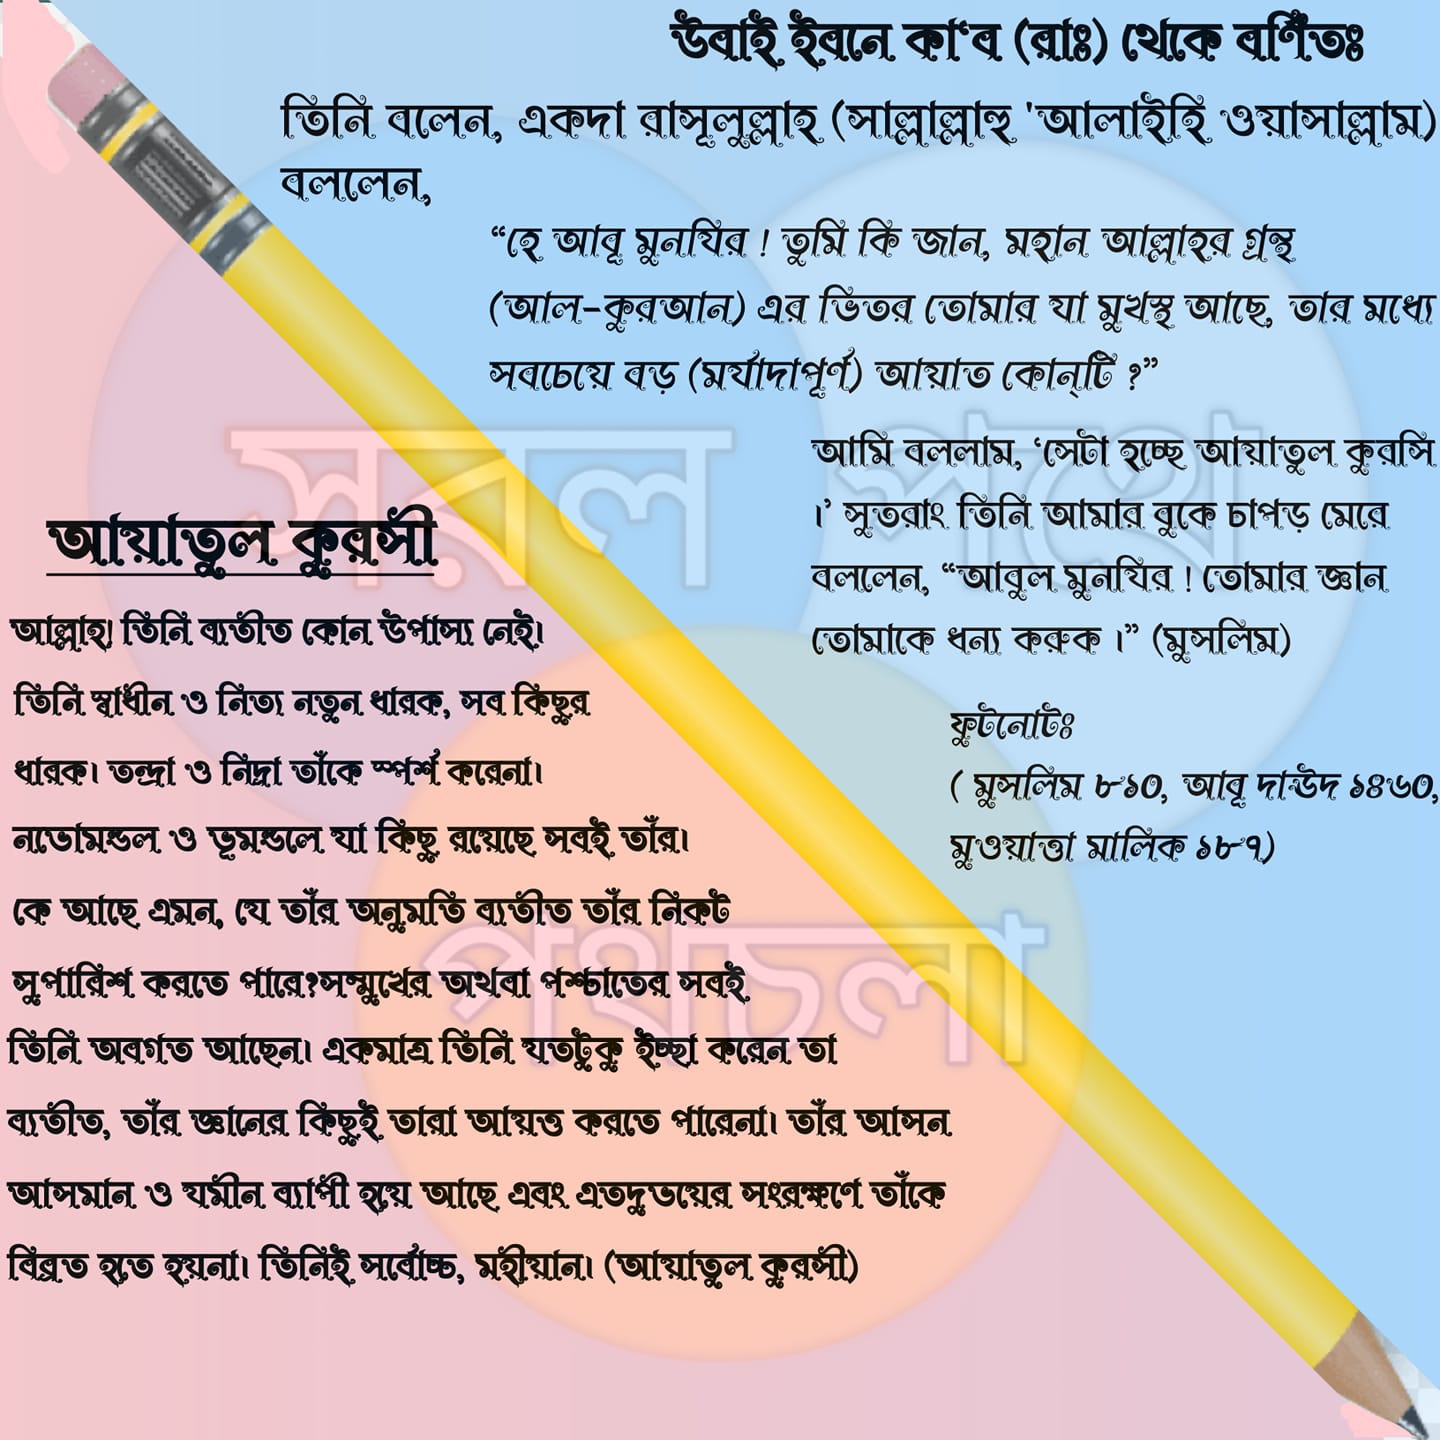 উবাই ইবনে কা‘ব (রাঃ) থেকে বর্ণিতঃ
তিনি বলেন, একদা রাসূলুল্লাহ (সাল্লাল্লাহু 'আলাইহি ওয়াসাল্লাম)
বললেন,
“হে আবূ মুনযির ! তুমি কি জান, মহান আল্লাহর গ্রন্থ
(আল-কুরআন) এর ভিতর তোমার যা মুখস্থ আছে, তার মধ্যে
সবচেয়ে বড় (মর্যাদাপূর্ণ) আয়াত কোন্‌টি ?”
আমি বললাম, ‘সেটা হচ্ছে আয়াতুল কুরসি
।’ সুতরাং তিনি আমার বুকে চাপড় মেরে
বললেন, “আবুল মুনযির ! তোমার জ্ঞান
তোমাকে ধন্য করুক ।” (মুসলিম)
ফুটনোটঃ
( মুসলিম ৮১০, আবূ দাঊদ ১৪৬০,
মুওয়াত্তা মালিক ১৮৭)
সরল পথে
পথচলা
আয়াতুল কুরসী
আল্লাহ! তিনি ব্যতীত কোন উপাস্য নেই।
তিনি স্বাধীন ও নিত্য নতুন ধারক, সব কিছুর
ধারক। তন্দ্রা ও নিদ্রা তাঁকে স্পর্শ করেনা।
নভোমন্ডল ও ভূমন্ডলে যা কিছু রয়েছে সবই তাঁর।
কে আছে এমন, যে তাঁর অনুমতি ব্যতীত তাঁর নিকট
সুপারিশ করতে পারে?সম্মুখের অথবা পশ্চাতের সবই
তিনি অবগত আছেন। একমাত্র তিনি যতটুকু ইচ্ছা করেন তা
ব্যতীত, তাঁর জ্ঞানের কিছুই তারা আয়ত্ত করতে পারেনা। তাঁর আসন
আসমান ও যমীন ব্যাপী হয়ে আছে এবং এতদুভয়ের সংরক্ষণে তাঁকে
বিব্রত হতে হয়না। তিনিই সর্বোচ্চ, মহীয়ান। (আয়াতুল কুরসী)